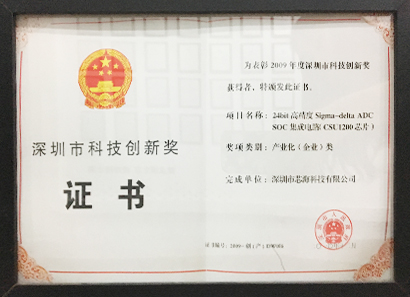 深圳市科技创新奖
证书
为表彰2009年度深圳市科技创新奖
获得者，特颁发此证书。
项目名称：24bit高精度Sigma-delta ADC
SOC集成电路（CSU1200芯片）
奖项类别：产业化（企业）类
完成单位：深圳市芯海科技有限公司